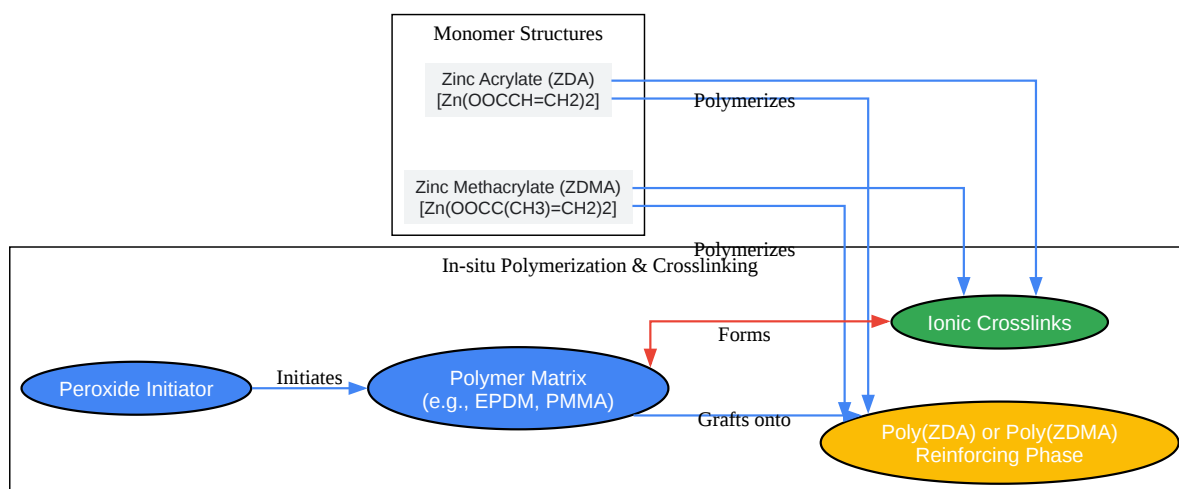 Monomer Structures
Zinc Acrylate (ZDA)
[Zn(OOCCH=CH2)2]
Polymerizes
Zinc Methacrylate (ZDMA)
[Zn(OOCC(CH3)=CH2)2]
Polymerizes
In-situ Polymerization & Crosslinking
Ionic Crosslinks
Forms
Peroxide Initiator
Initiates
Polymer Matrix
(e.g., EPDM, PMMA)
Grafts onto
Poly(ZDA) or Poly(ZDMA)
Reinforcing Phase